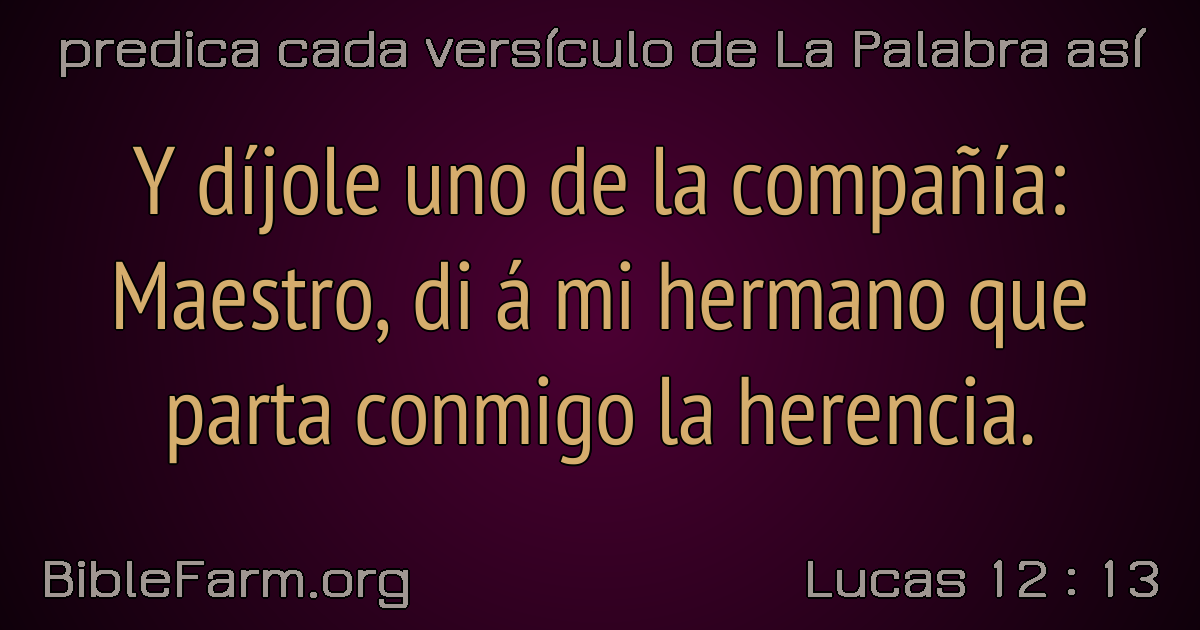 predica cada versículo de La Palabra así
Y díjole uno de la compañía:
Maestro, di á mi hermano que
parta conmigo la herencia.
BibleFarm.org
Lucas 12 : 13